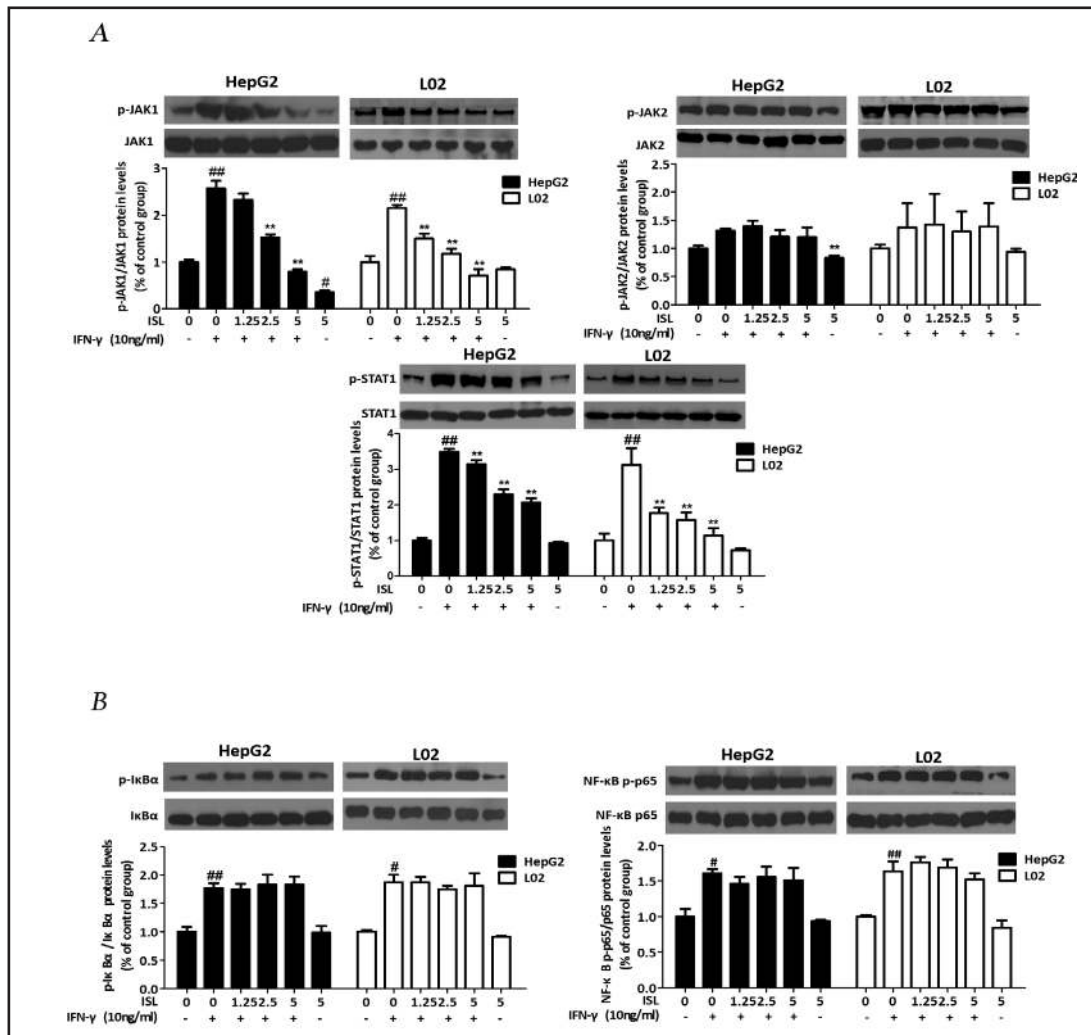 A
HepG2 L02
p-JAK1
JAK1
p-JAK1/JAK1 protein levels
(% of control group)
3
2
1
0
## ** ** # ## ** ** **
HepG2
L02
ISL 0 0 1.25 2.5 5 5 0 0 1.25 2.5 5 5
IFN-γ (10ng/ml) - + + + + - - + + + + -
HepG2 L02
p-JAK2
JAK2
p-JAK2/JAK2 protein levels
(% of control group)
2.5
2.0
1.5
1.0
0.5
0.0
**
HepG2
L02
ISL 0 0 1.25 2.5 5 5 0 0 1.25 2.5 5 5
IFN-γ (10ng/ml) - + + + + - - + + + + -
HepG2 L02
p-STAT1
STAT1
p-STAT1/STAT1 protein levels
(% of control group)
4
3
2
1
0
## ** ** ** ## ** ** **
HepG2
L02
ISL 0 0 1.25 2.5 5 5 0 0 1.25 2.5 5 5
IFN-γ (10ng/ml) - + + + + - - + + + + -
B
HepG2 L02
p-IκBα
IκBα
p-Iκ Bα /Iκ Bα protein levels
(% of control group)
2.5
2.0
1.5
1.0
0.5
0.0
## #
HepG2
L02
ISL 0 0 1.25 2.5 5 5 0 0 1.25 2.5 5 5
IFN-γ (10ng/ml) - + + + + - - + + + + -
HepG2 L02
NF-κB p-p65
NF-κB p65
NF-κ B p-p65/p65 protein levels
(% of control group)
2.0
1.5
1.0
0.5
0.0
# ##
HepG2
L02
ISL 0 0 1.25 2.5 5 5 0 0 1.25 2.5 5 5
IFN-γ (10ng/ml) - + + + + - - + + + + -